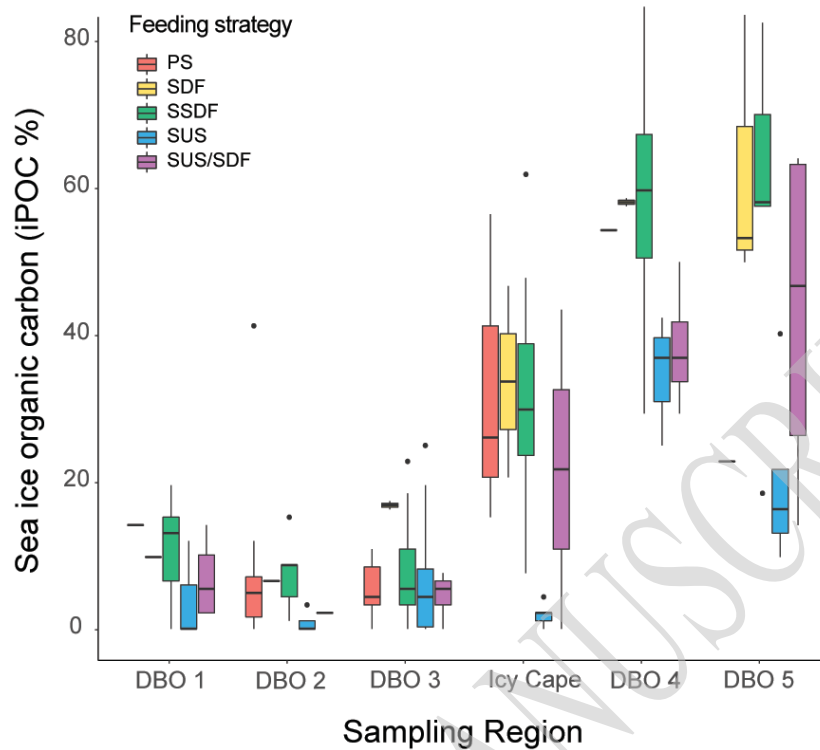 Feeding strategy
PS
SDF
SSDF
SUS
SUS/SDF
Sea ice organic carbon (iPOC %)
80
60
40
20
0
DBO 1 DBO 2 DBO 3 Icy Cape DBO 4 DBO 5
Sampling Region
MANUSCRI